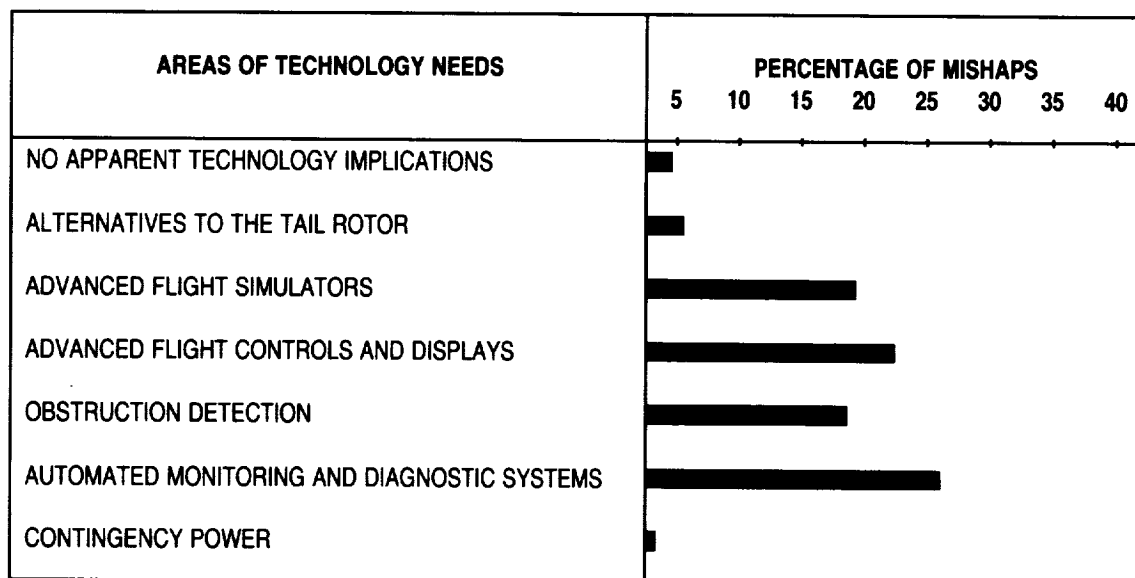 AREAS OF TECHNOLOGY NEEDS
PERCENTAGE OF MISHAPS
5 10 15 20 25 30 35 40
NO APPARENT TECHNOLOGY IMPLICATIONS
ALTERNATIVES TO THE TAIL ROTOR
ADVANCED FLIGHT SIMULATORS
ADVANCED FLIGHT CONTROLS AND DISPLAYS
OBSTRUCTION DETECTION
AUTOMATED MONITORING AND DIAGNOSTIC SYSTEMS
CONTINGENCY POWER